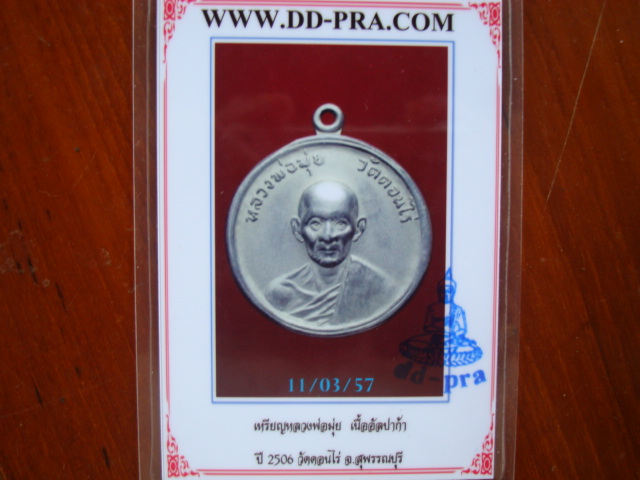 WWW.DD-PRA.COM
หลวงพ่อมุ่ย วัดดอนไร่
11/03/57
dd-pra
เหรียญหลวงพ่อมุ่ย เนื้ออัลปาก้า
ปี 2506 วัดดอนไร่ จ.สุพรรณบุรี